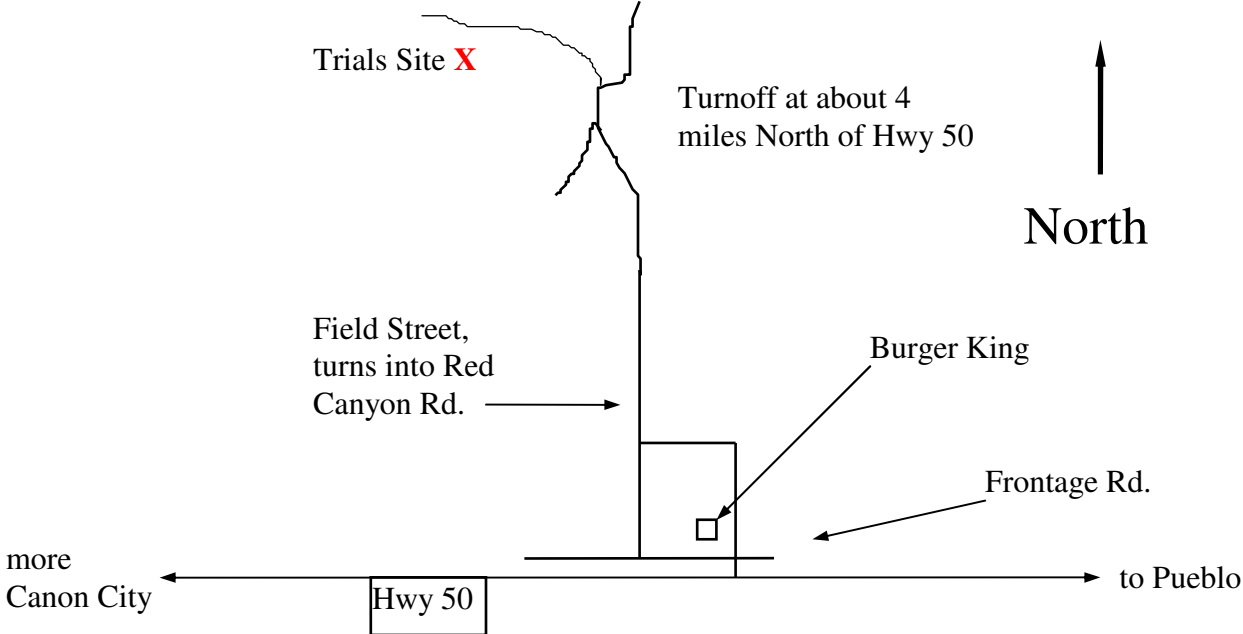 Trials Site X
Turnoff at about 4
miles North of Hwy 50
North
Field Street,
turns into Red
Canyon Rd.
Burger King
Frontage Rd.
more
Canon City
Hwy 50
to Pueblo